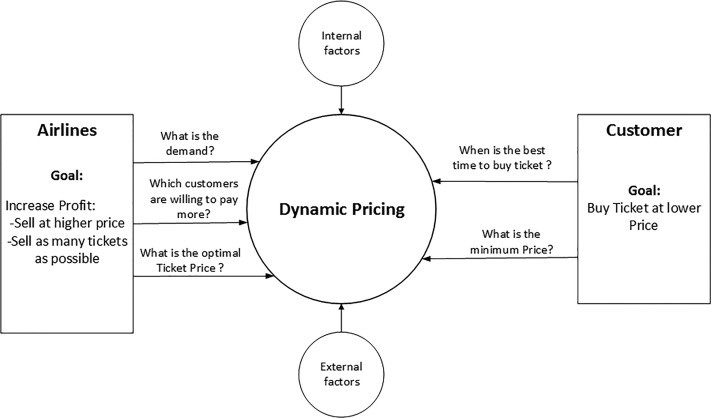 Internal
factors
Airlines
Goal:
Increase Profit:
-Sell at higher price
-Sell as many tickets
as possible
What is the
demand?
Which customers
are willing to pay
more?
What is the optimal
Ticket Price ?
Dynamic Pricing
When is the best
time to buy ticket ?
What is the
minimum Price?
Customer
Goal:
Buy Ticket at lower
Price
External
factors